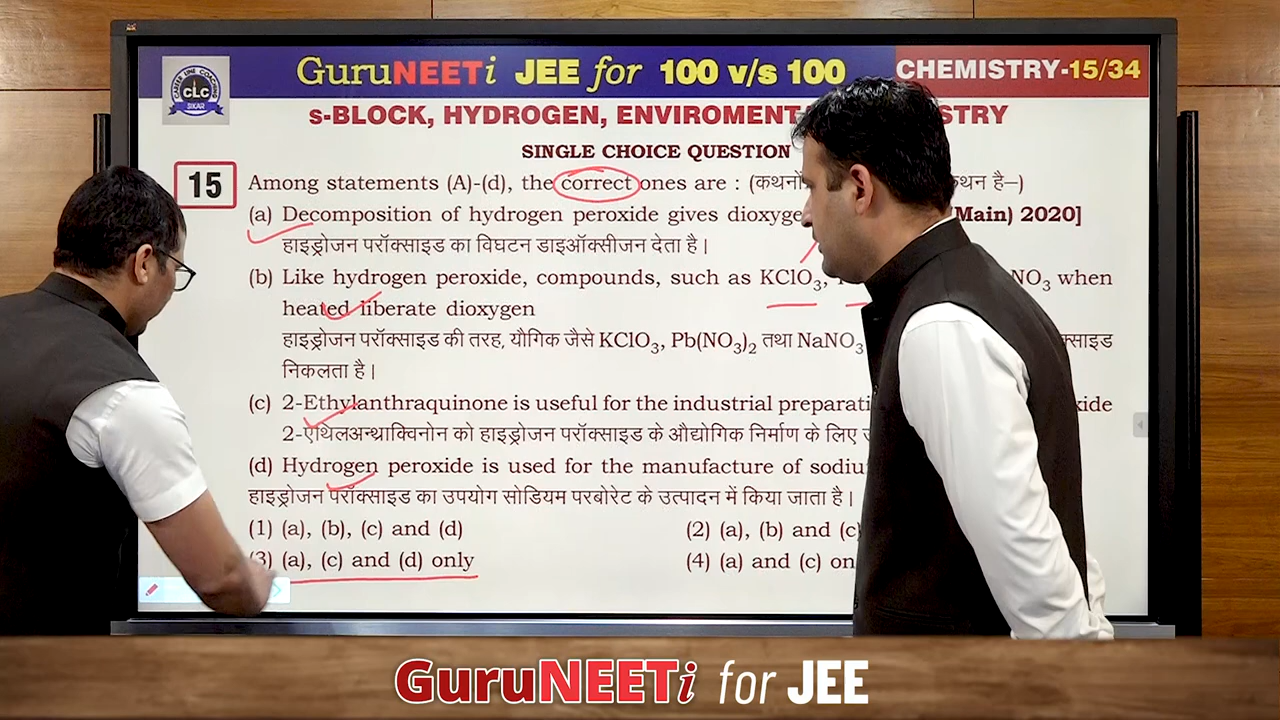 CAREER LINE COACHING
CLC
SIKAR
GuruNEETi JEE for 100 v/s 100
CHEMISTRY-15/34
s-BLOCK, HYDROGEN, ENVIROMENT STRY
SINGLE CHOICE QUESTION
15
Among statements (A)-(d), the correct ones are : (कथनों कथन है–)
(a) Decomposition of hydrogen peroxide gives dioxyge (Main) 2020]
हाइड्रोजन परॉक्साइड का विघटन डाइऑक्सीजन देता है।
(b) Like hydrogen peroxide, compounds, such as KClO₃, NO₃ when
heated liberate dioxygen
हाइड्रोजन परॉक्साइड की तरह, यौगिक जैसे KClO₃, Pb(NO₃)₂ तथा NaNO₃ साइड
निकलता है।
(c) 2-Ethylanthraquinone is useful for the industrial preparati xide
2-ऐथिलअन्थ्राक्विनोन को हाइड्रोजन परॉक्साइड के औद्योगिक निर्माण के लिए
(d) Hydrogen peroxide is used for the manufacture of sodiu
हाइड्रोजन परॉक्साइड का उपयोग सोडियम परबोरेट के उत्पादन में किया जाता है।
(1) (a), (b), (c) and (d) (2) (a), (b) and (c)
(3) (a), (c) and (d) only (4) (a) and (c) on
GuruNEETi for JEE